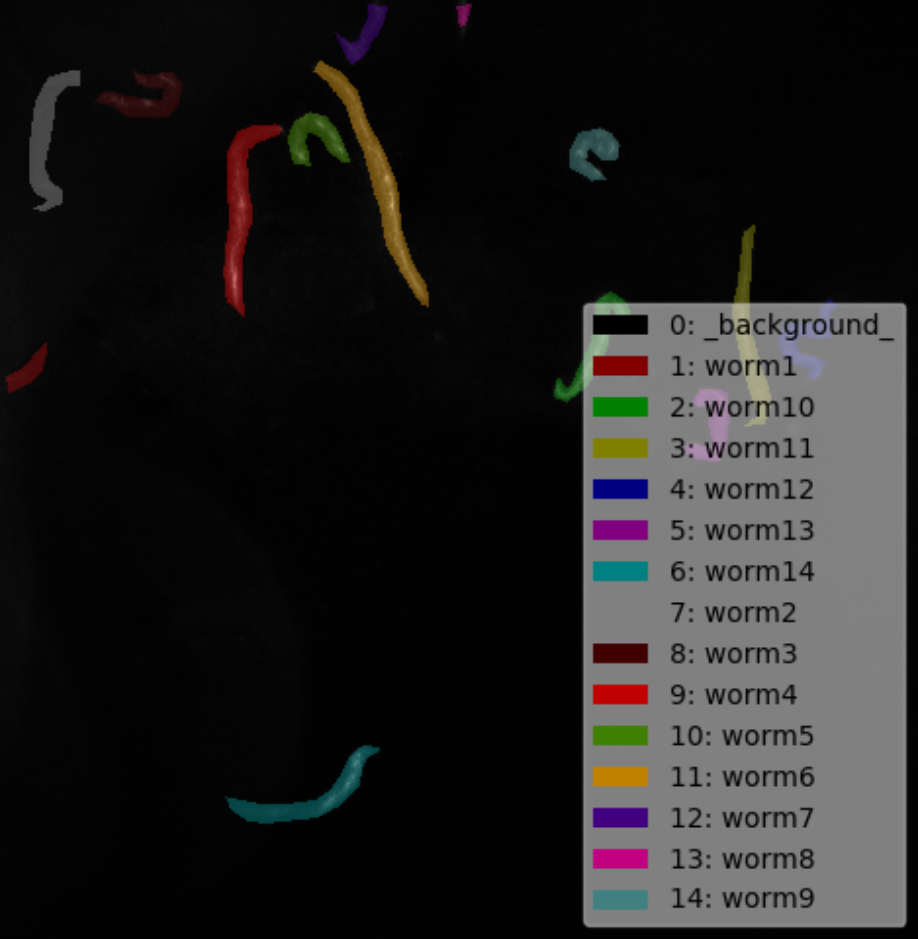 0: _background_
1: worm1
2: worm10
3: worm11
4: worm12
5: worm13
6: worm14
7: worm2
8: worm3
9: worm4
10: worm5
11: worm6
12: worm7
13: worm8
14: worm9